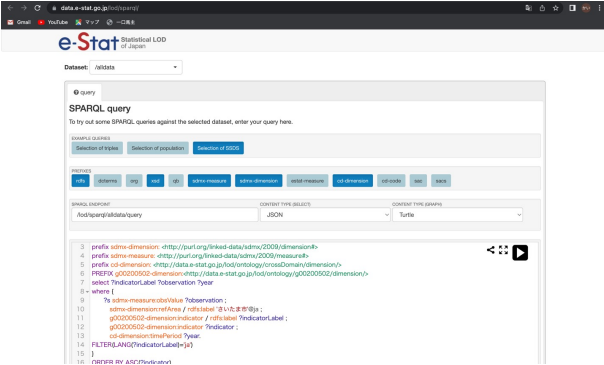 data.e-stat.go.jp/lod/sparql/
Gmail YouTube マップ 一口馬主
e-Stat Statistical LOD
of Japan
Dataset: /alldata
query
SPARQL query
To try out some SPARQL queries against the selected dataset, enter your query here.
EXAMPLE QUERIES
Selection of triples Selection of population Selection of SSDS
PREFIXES
rdfs dcterms org xsd qb sdmx-measure sdmx-dimension estat-measure cd-dimension cd-code sac sacs
SPARQL ENDPOINT CONTENT TYPE (SELECT) CONTENT TYPE (GRAPH)
/lod/sparql/alldata/query JSON Turtle
3 prefix sdmx-dimension: <http://purl.org/linked-data/sdmx/2009/dimension#>
4 prefix sdmx-measure: <http://purl.org/linked-data/sdmx/2009/measure#>
5 prefix cd-dimension: <http://data.e-stat.go.jp/lod/ontology/crossDomain/dimension/>
6 PREFIX g00200502-dimension:<http://data.e-stat.go.jp/lod/ontology/g00200502/dimension/>
7 select ?indicatorLabel ?observation ?year
8 where {
9 ?s sdmx-measure:obsValue ?observation ;
10 sdmx-dimension:refArea / rdfs:label "さいたま市"@ja ;
11 g00200502-dimension:indicator / rdfs:label ?indicatorLabel ;
12 g00200502-dimension:indicator ?indicator ;
13 cd-dimension:timePeriod ?year.
14 FILTER(LANG(?indicatorLabel)='ja')
15 }
16 ORDER BY ASC(?indicator)